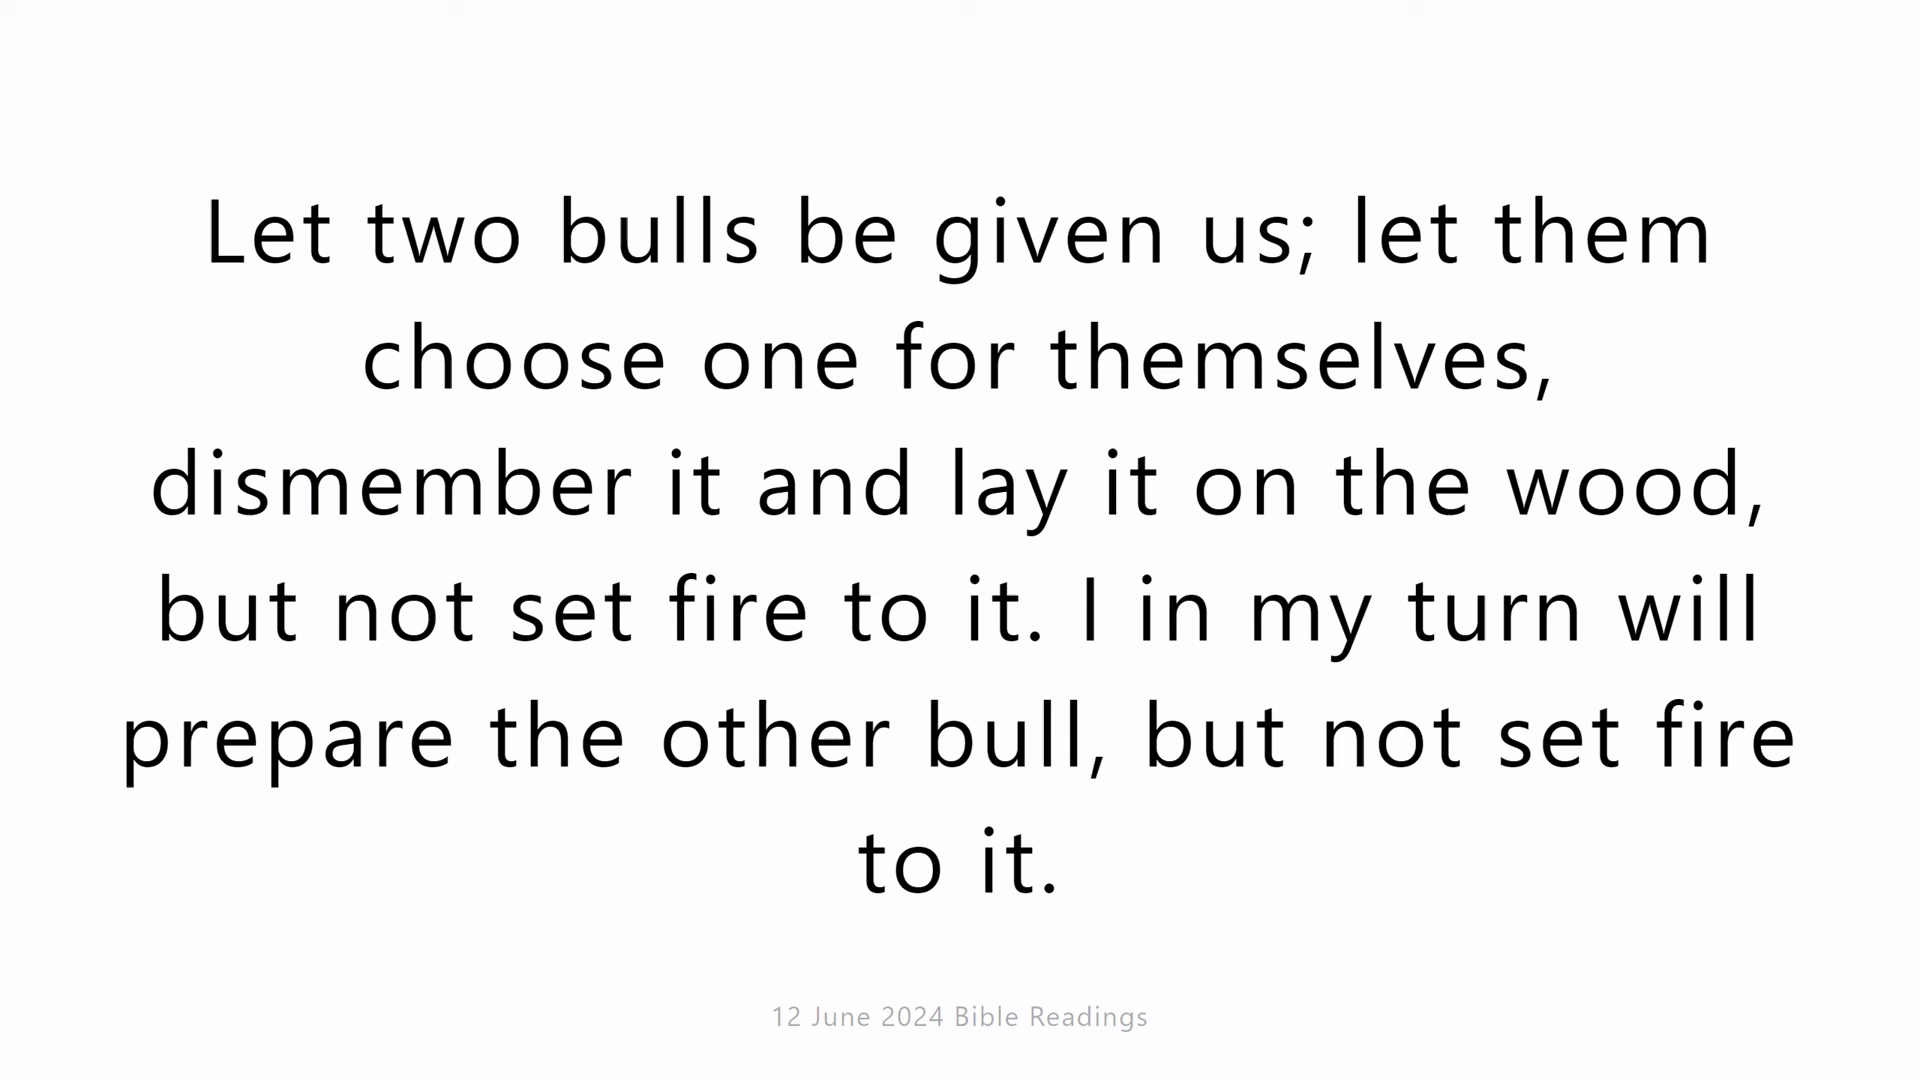 Let two bulls be given us; let them
choose one for themselves,
dismember it and lay it on the wood,
but not set fire to it. I in my turn will
prepare the other bull, but not set fire
to it.
12 June 2024 Bible Readings